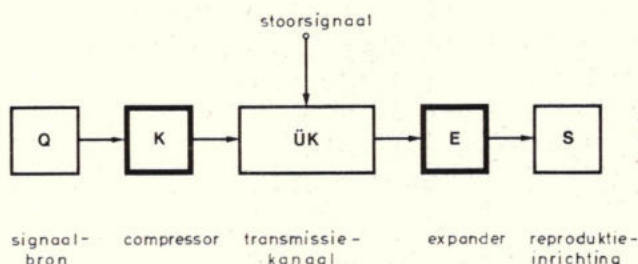 stoorsignaal
Q K ÜK E S
signaal- compressor transmissie- expander reproduktie-
bron kanaal inrichting